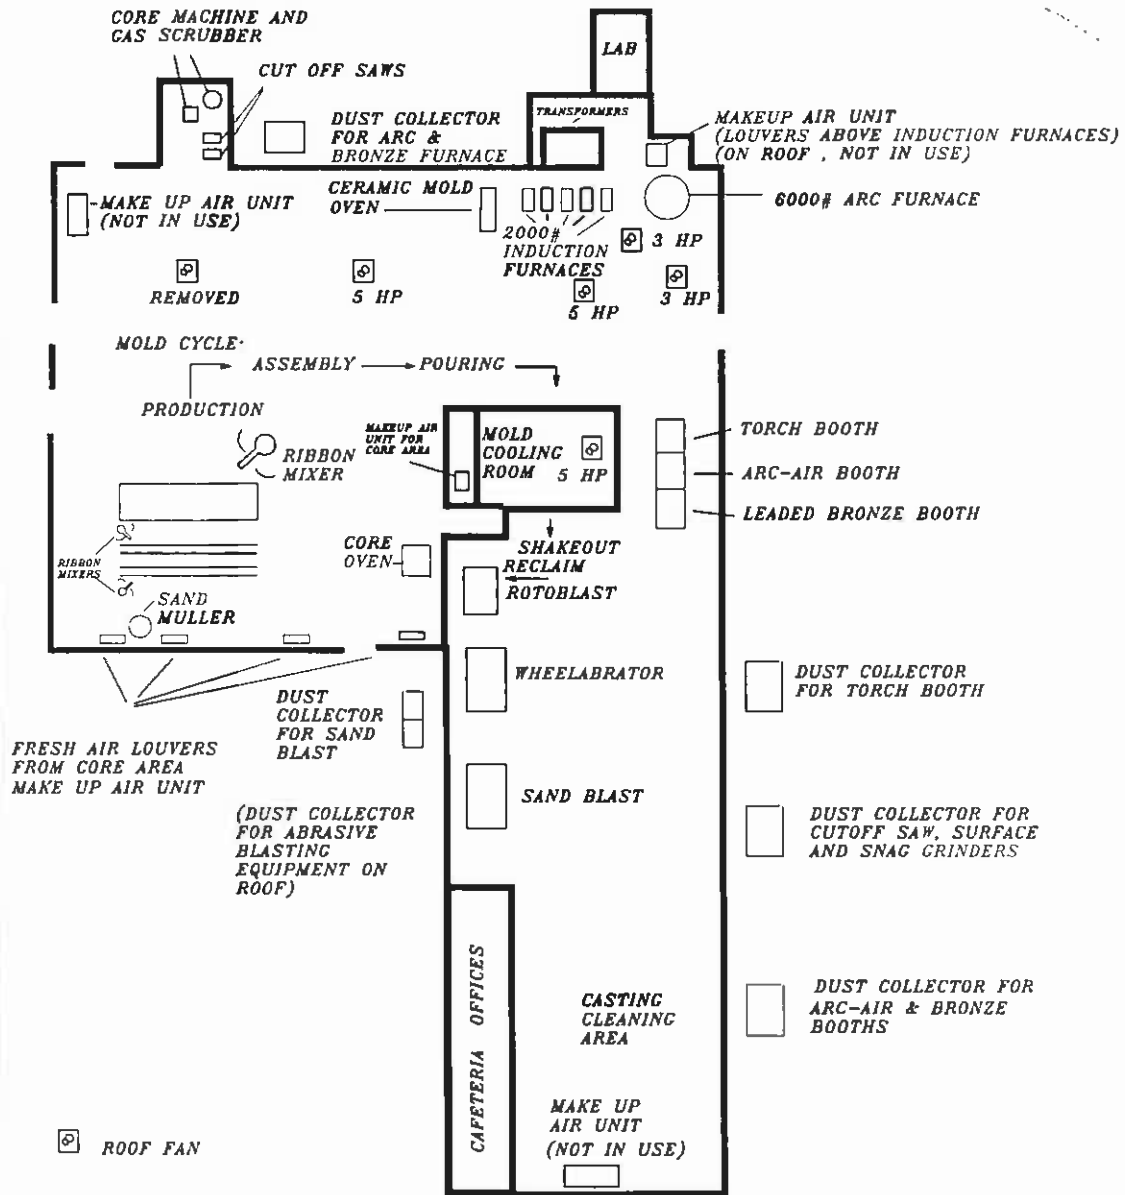 CORE MACHINE AND
GAS SCRUBBER
CUT OFF SAWS
LAB
TRANSFORMERS
DUST COLLECTOR
FOR ARC &
BRONZE FURNACE
MAKEUP AIR UNIT
(LOUVERS ABOVE INDUCTION FURNACES)
(ON ROOF , NOT IN USE)
MAKE UP AIR UNIT
(NOT IN USE)
CERAMIC MOLD
OVEN
6000# ARC FURNACE
2000#
INDUCTION
FURNACES
3 HP
REMOVED
5 HP
5 HP
3 HP
MOLD CYCLE·
ASSEMBLY
POURING
PRODUCTION
RIBBON
MIXER
MAKEUP AIR
UNIT FOR
CORE AREA
MOLD
COOLING
ROOM
5 HP
TORCH BOOTH
ARC-AIR BOOTH
LEADED BRONZE BOOTH
RIBBON
MIXERS
CORE
OVEN
SHAKEOUT
RECLAIM
ROTOBLAST
SAND
MULLER
WHEELABRATOR
DUST COLLECTOR
FOR TORCH BOOTH
DUST
COLLECTOR
FOR SAND
BLAST
FRESH AIR LOUVERS
FROM CORE AREA
MAKE UP AIR UNIT
SAND BLAST
(DUST COLLECTOR
FOR ABRASIVE
BLASTING
EQUIPMENT ON
ROOF)
DUST COLLECTOR FOR
CUTOFF SAW, SURFACE
AND SNAG GRINDERS
CAFETERIA OFFICES
CASTING
CLEANING
AREA
DUST COLLECTOR FOR
ARC-AIR & BRONZE
BOOTHS
MAKE UP
AIR UNIT
(NOT IN USE)
ROOF FAN